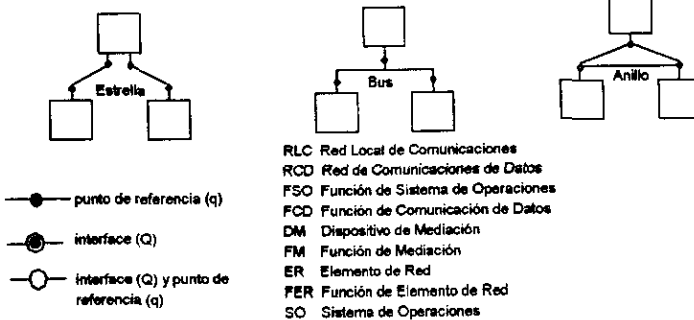 Estrella
Bus
Anillo
punto de referencia (q)
interface (Q)
interface (Q) y punto de
referencia (q)
RLC Red Local de Comunicaciones
RCD Red de Comunicaciones de Datos
FSO Función de Sistema de Operaciones
FCD Función de Comunicación de Datos
DM Dispositivo de Mediación
FM Función de Mediación
ER Elemento de Red
FER Función de Elemento de Red
SO Sistema de Operaciones